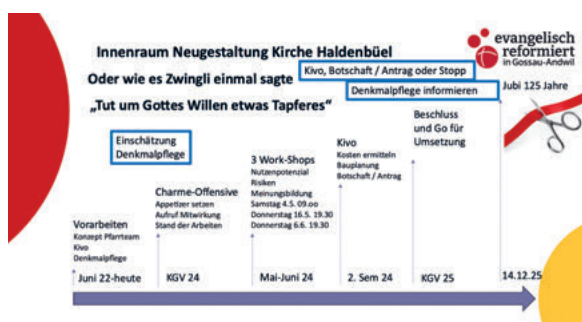 evangelisch
reformiert
in Gossau-Andwil
Innenraum Neugestaltung Kirche Haldenbüel
Kivo, Botschaft / Antrag oder Stopp
Oder wie es Zwingli einmal sagte
Denkmalpflege informieren
Jubi 125 Jahre
„Tut um Gottes Willen etwas Tapferes“
Einschätzung
Denkmalpflege
Vorarbeiten
Konzept Pfarrteam
Kivo
Denkmalpflege
Charme-Offensive
Appetizer setzen
Aufruf Mitwirkung
Stand der Arbeiten
3 Work-Shops
Nutzenpotenzial
Risiken
Meinungsbildung
Samstag 4.5. 09.oo
Donnerstag 16.5. 19.30
Donnerstag 6.6. 19.30
Kivo
Kosten ermitteln
Bauplanung
Botschaft / Antrag
Beschluss
und Go für
Umsetzung
Juni 22-heute
KGV 24
Mai-Juni 24
2. Sem 24
KGV 25
14.12.25